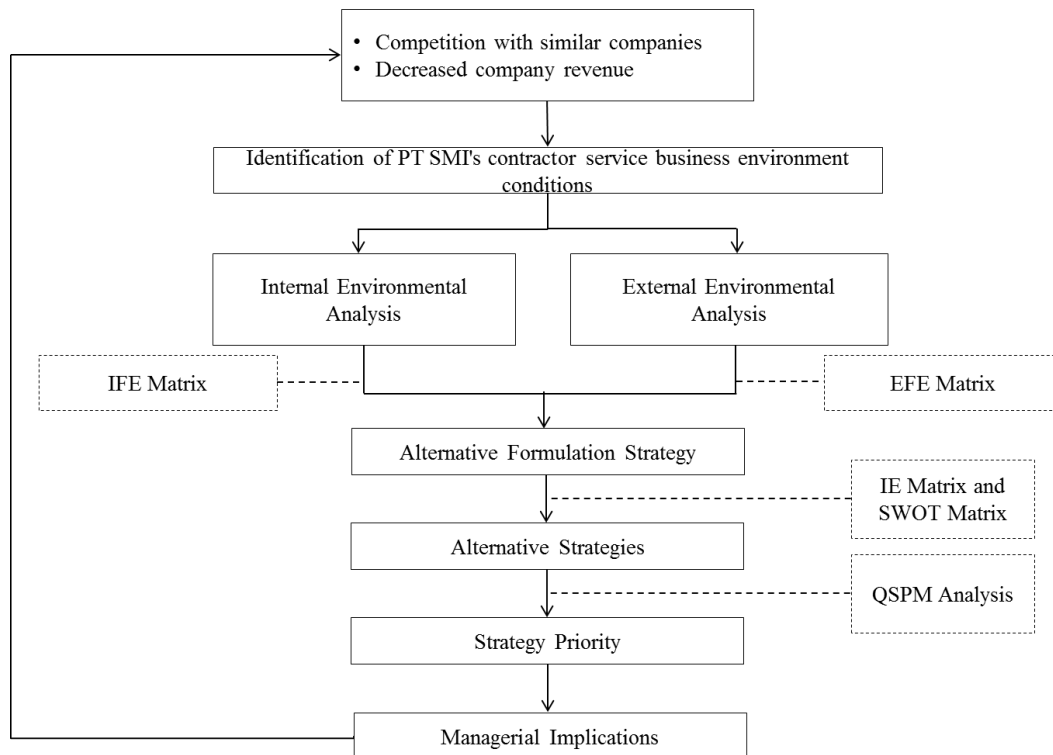 • Competition with similar companies
• Decreased company revenue
Identification of PT SMI's contractor service business environment
conditions
Internal Environmental
Analysis
External Environmental
Analysis
IFE Matrix
EFE Matrix
Alternative Formulation Strategy
IE Matrix and
SWOT Matrix
Alternative Strategies
QSPM Analysis
Strategy Priority
Managerial Implications